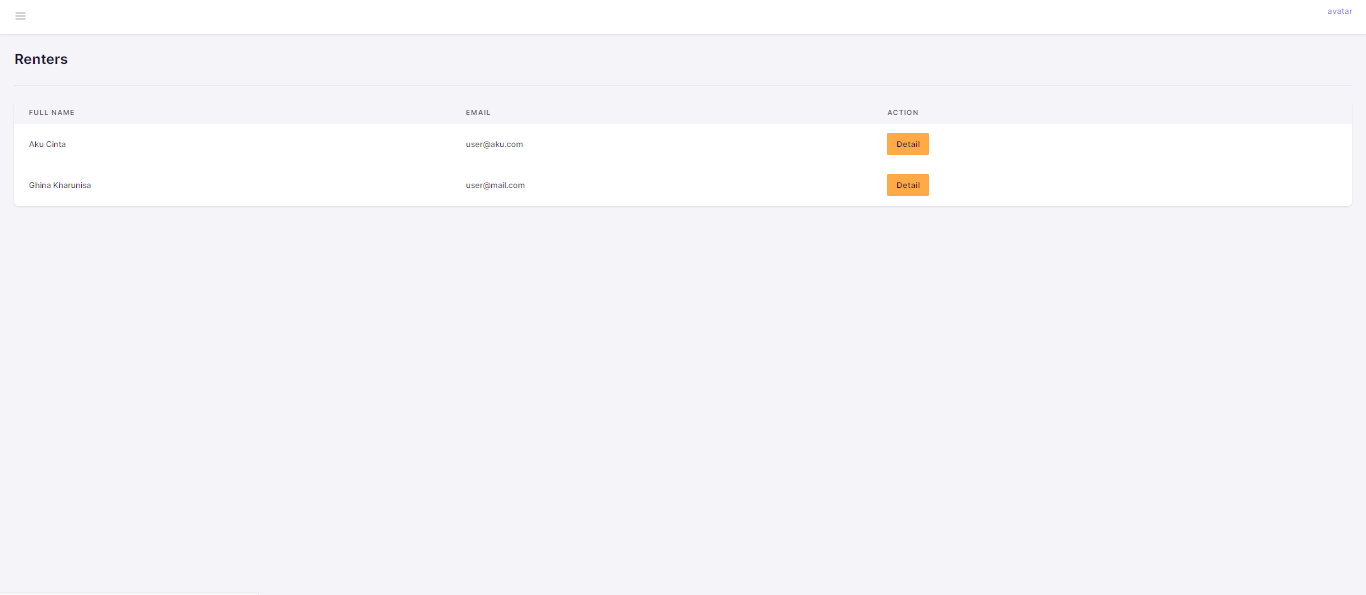 avatar
Renters
FULL NAME EMAIL ACTION
Aku Cinta user@aku.com Detail
Ghina Kharunisa user@mail.com Detail